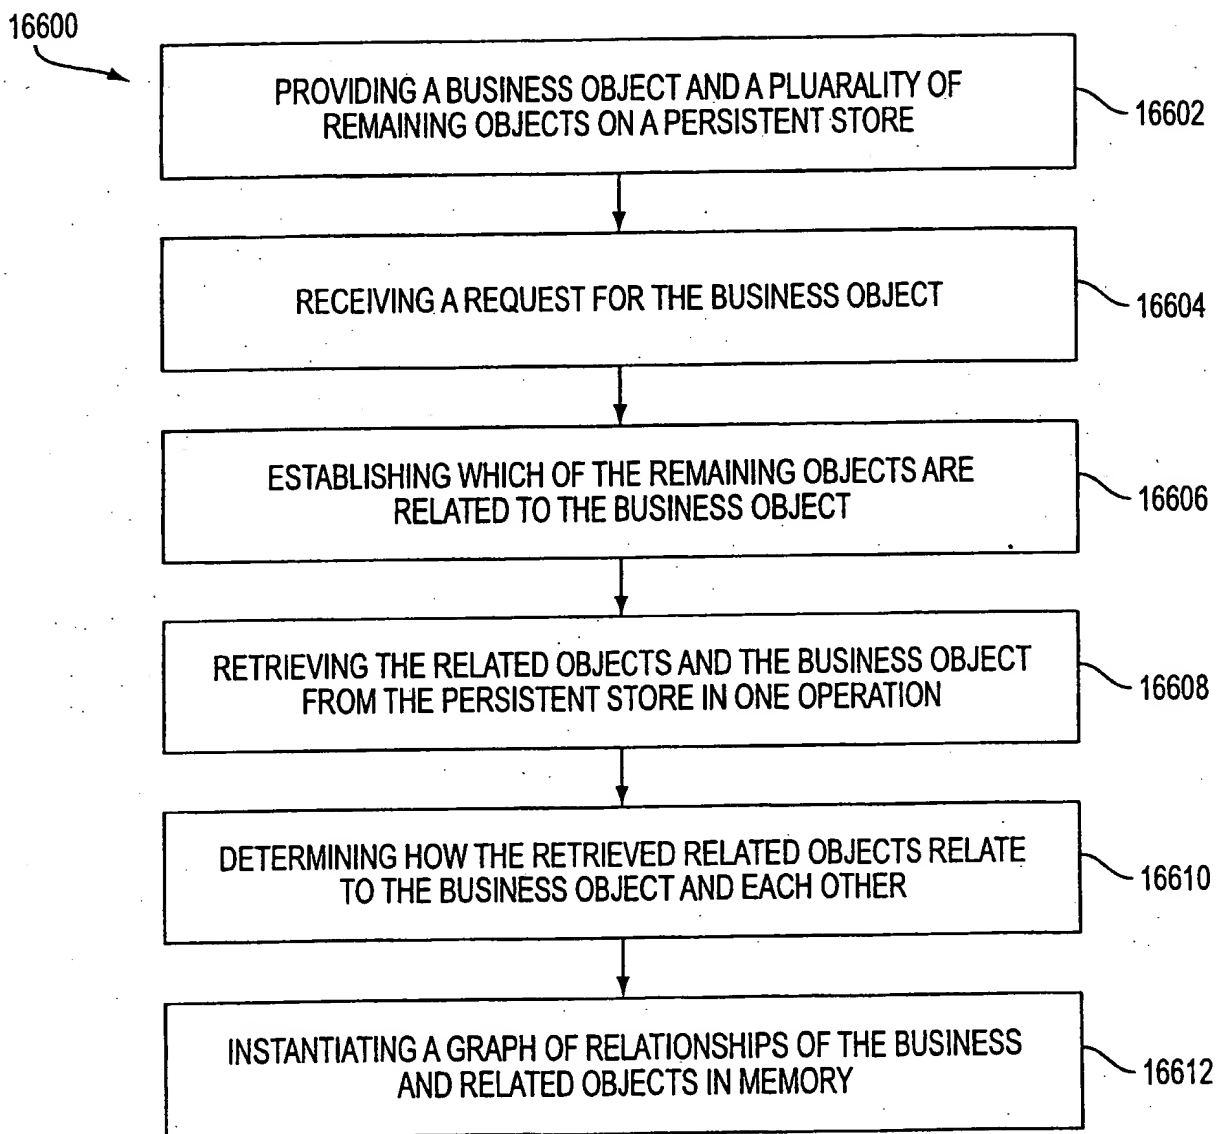 16600
PROVIDING A BUSINESS OBJECT AND A PLUARALITY OF
REMAINING OBJECTS ON A PERSISTENT STORE
16602
RECEIVING A REQUEST FOR THE BUSINESS OBJECT
16604
ESTABLISHING WHICH OF THE REMAINING OBJECTS ARE
RELATED TO THE BUSINESS OBJECT
16606
RETRIEVING THE RELATED OBJECTS AND THE BUSINESS OBJECT
FROM THE PERSISTENT STORE IN ONE OPERATION
16608
DETERMINING HOW THE RETRIEVED RELATED OBJECTS RELATE
TO THE BUSINESS OBJECT AND EACH OTHER
16610
INSTANTIATING A GRAPH OF RELATIONSHIPS OF THE BUSINESS
AND RELATED OBJECTS IN MEMORY
16612